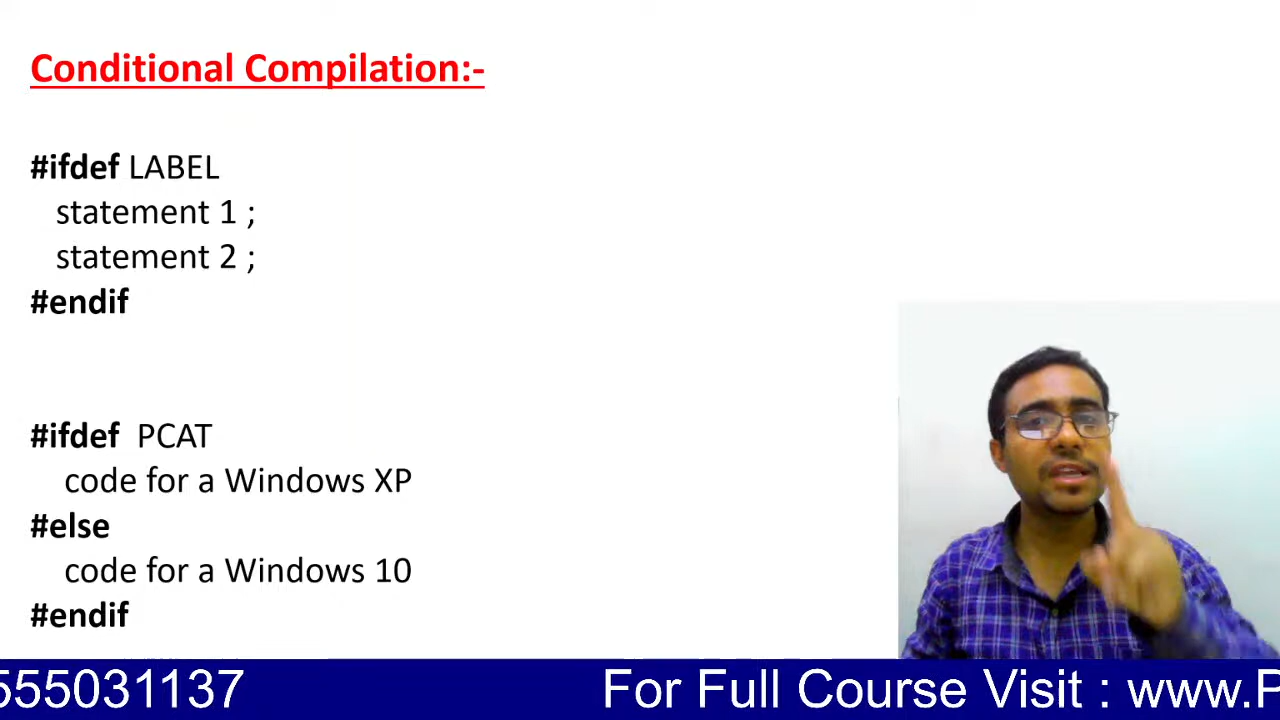 Conditional Compilation:-
#ifdef LABEL
statement 1 ;
statement 2 ;
#endif
#ifdef PCAT
code for a Windows XP
#else
code for a Windows 10
#endif
555031137 For Full Course Visit : www.P